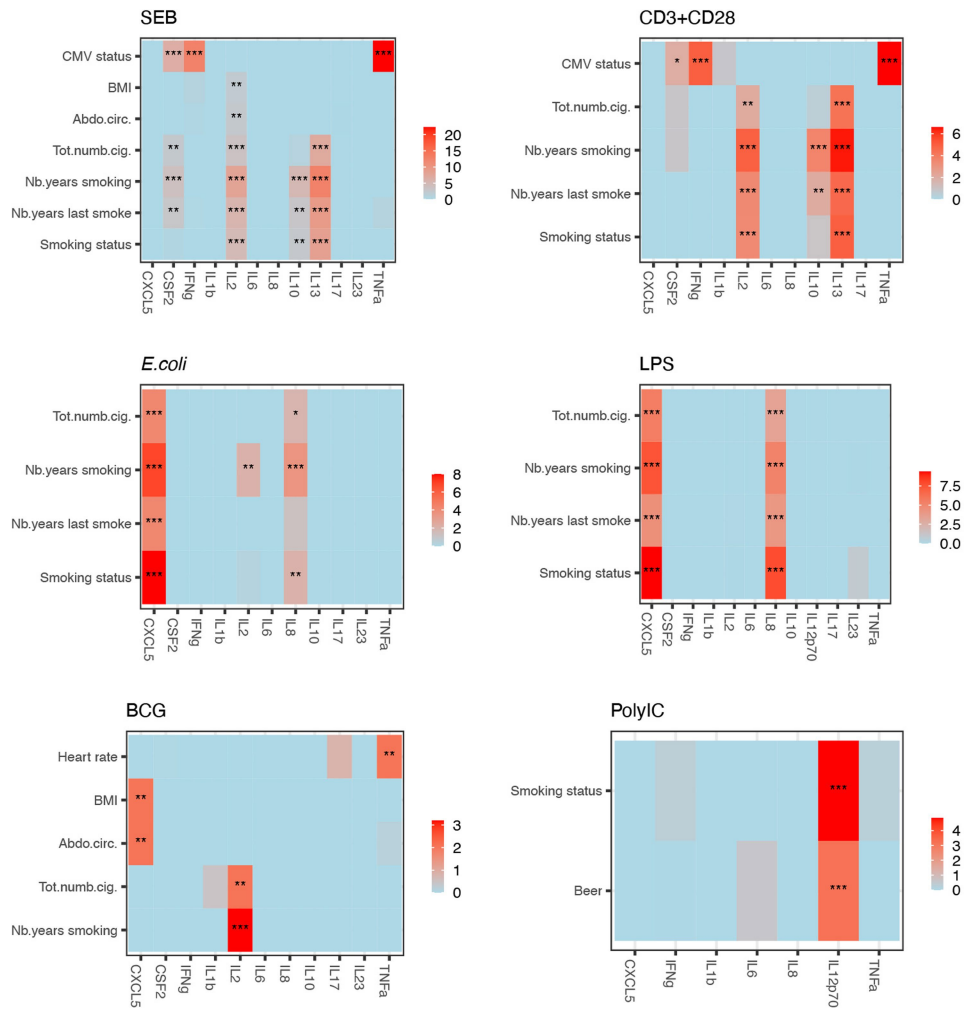 SEB
CMV status *** *** ***
BMI **
Abdo.circ. **
Tot.numb.cig. ** *** ***
Nb.years smoking *** *** *** ***
Nb.years last smoke ** *** ** ***
Smoking status *** ** ***
CXCL5 CSF2 IFNg IL1b IL2 IL6 IL8 IL10 IL13 IL17 IL23 TNFa
20
15
10
5
0
CD3+CD28
CMV status * *** ***
Tot.numb.cig. ** ***
Nb.years smoking *** *** ***
Nb.years last smoke *** ** ***
Smoking status *** ***
CXCL5 CSF2 IFNg IL1b IL2 IL6 IL8 IL10 IL13 IL17 TNFa
6
4
2
0
E.coli
Tot.numb.cig. *** *
Nb.years smoking *** ** ***
Nb.years last smoke ***
Smoking status *** **
CXCL5 CSF2 IFNg IL1b IL2 IL6 IL8 IL10 IL17 IL23 TNFa
8
6
4
2
0
LPS
Tot.numb.cig. *** ***
Nb.years smoking *** ***
Nb.years last smoke *** ***
Smoking status *** ***
CXCL5 CSF2 IFNg IL1b IL2 IL6 IL8 IL10 IL12p70 IL17 IL23 TNFa
7.5
5.0
2.5
0.0
BCG
Heart rate **
BMI **
Abdo.circ. **
Tot.numb.cig. **
Nb.years smoking ***
CXCL5 CSF2 IFNg IL1b IL2 IL6 IL8 IL10 IL17 IL23 TNFa
3
2
1
0
PolyIC
Smoking status ***
Beer ***
CXCL5 IFNg IL1b IL6 IL8 IL12p70 TNFa
4
3
2
1
0